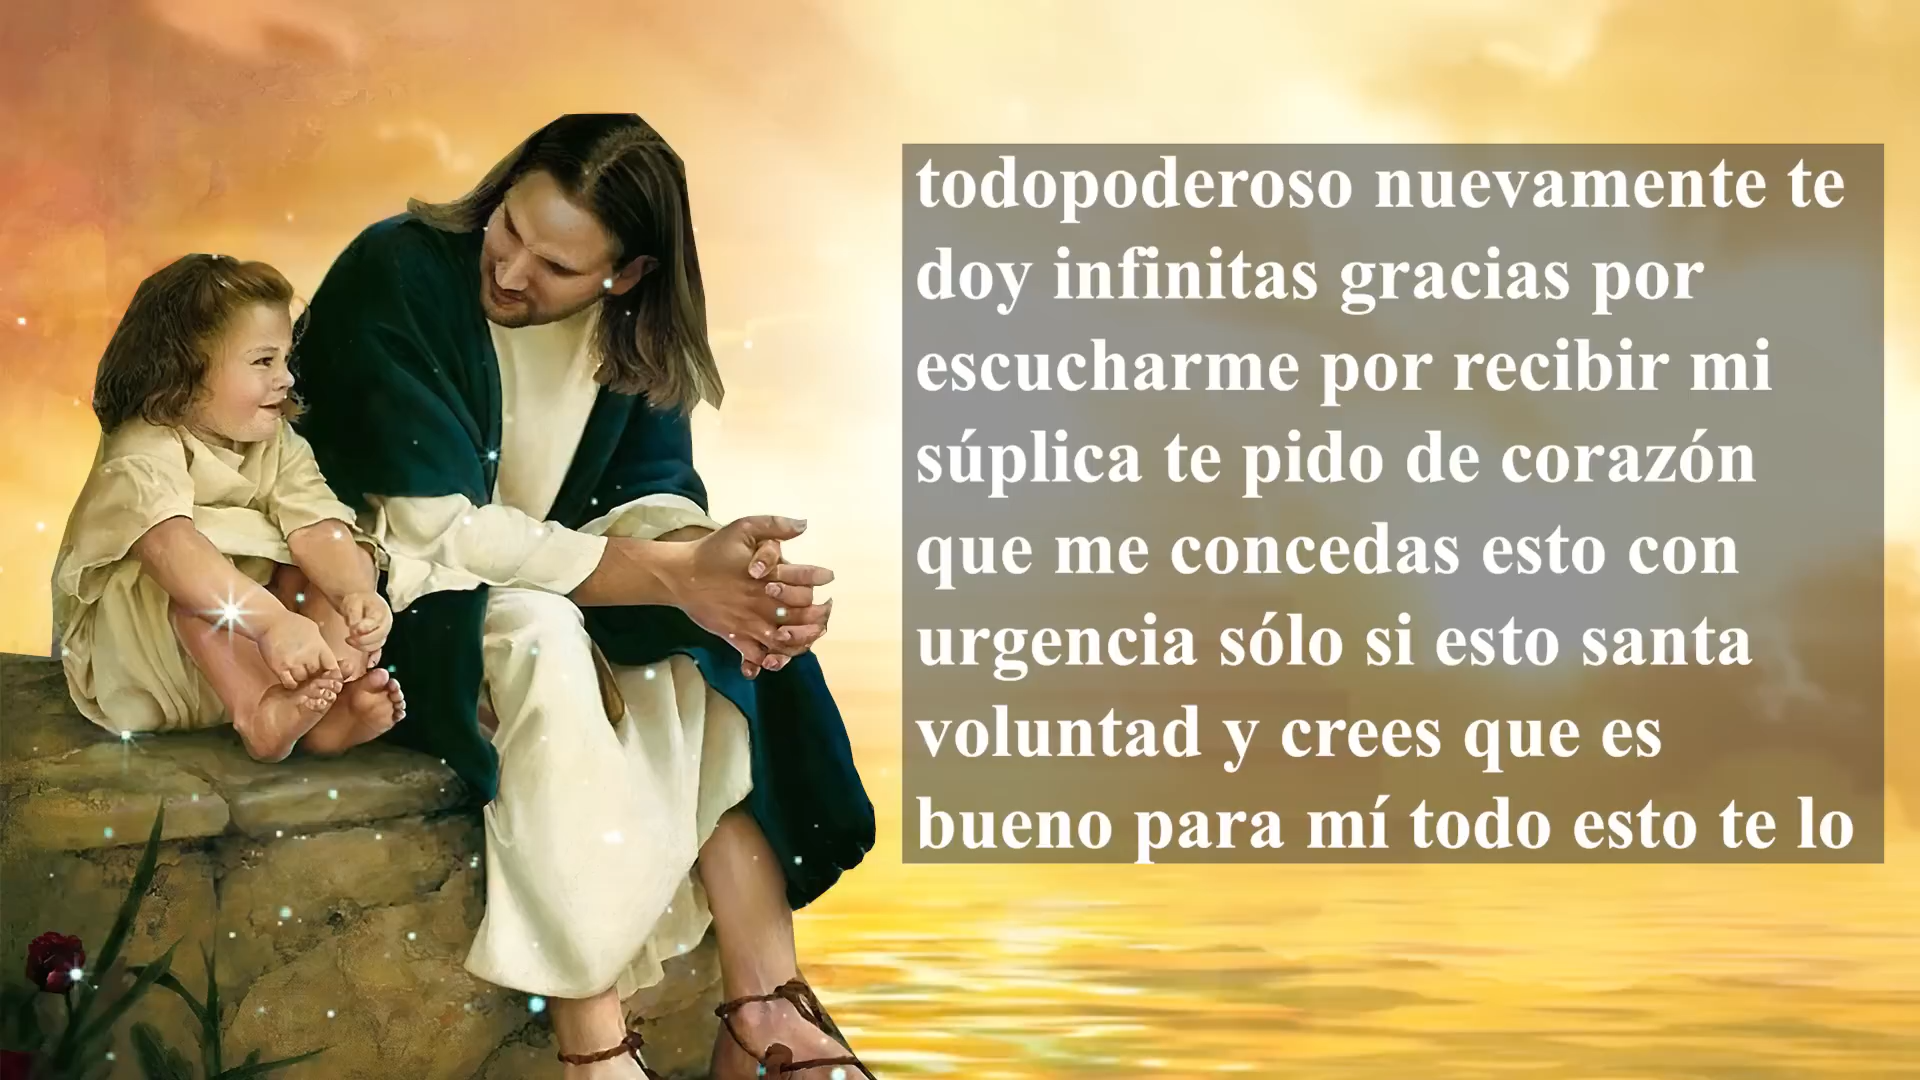 todopoderoso nuevamente te
doy infinitas gracias por
escucharme por recibir mi
súplica te pido de corazón
que me concedas esto con
urgencia sólo si esto santa
voluntad y crees que es
bueno para mí todo esto te lo